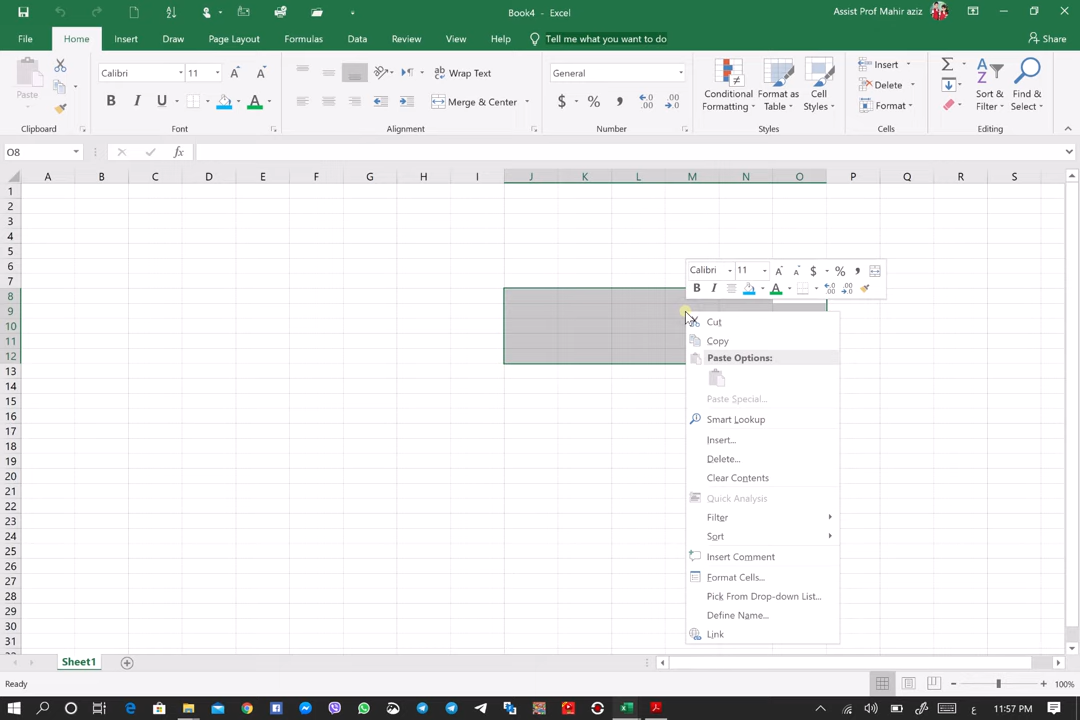 Book4 - Excel
Assist Prof Mahir aziz
File Home Insert Draw Page Layout Formulas Data Review View Help Tell me what you want to do Share
Paste
Calibri 11
B I U A
Wrap Text
Merge & Center
General
$ % ,
Conditional Formatting
Format as Table
Cell Styles
Insert
Delete
Format
Sort & Filter
Find & Select
Clipboard Font Alignment Number Styles Cells Editing
O8 fx
A B C D E F G H I J K L M N O P Q R S
1
2
3
4
5
6
7
8
9
10
11
12
13
14
15
16
17
18
19
20
21
22
23
24
25
26
27
28
29
30
31
Calibri 11 A A $ % ,
B I A
Cut
Copy
Paste Options:
Paste Special...
Smart Lookup
Insert...
Delete...
Clear Contents
Quick Analysis
Filter
Sort
Insert Comment
Format Cells...
Pick From Drop-down List...
Define Name...
Link
Sheet1
Ready
100%
ع 11:57 PM